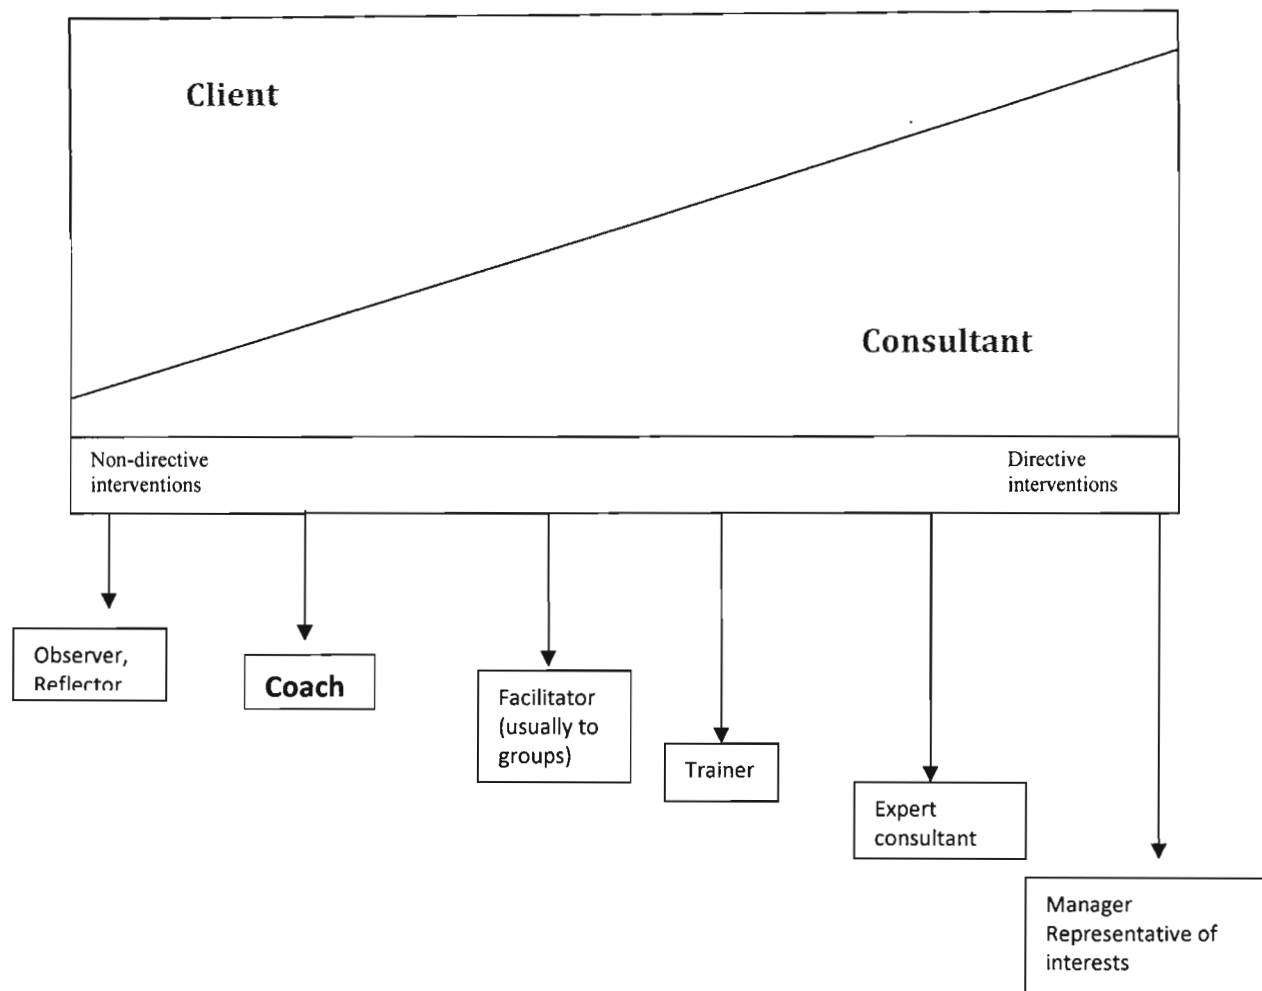 Client
Consultant
Non-directive
interventions
Directive
interventions
Observer,
Reflector
Coach
Facilitator
(usually to
groups)
Trainer
Expert
consultant
Manager
Representative of
interests